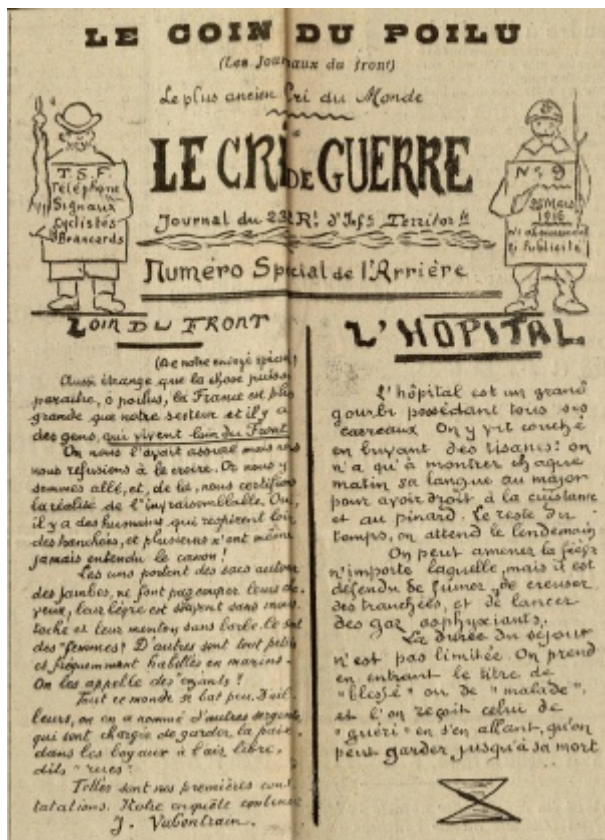 LE COIN DU POILU
(Les Journaux du front)
Le plus ancien Cri du Monde
LE CRI DE GUERRE
Journal du R.t d'Inf.ie Territor.le
Numéro Spécial de l'Arrière
T.S.F.
Téléphone
Signaux
Cyclistes
Brancards
N° 9
Mars
1916
Ni abonnement
ni Publicité
LOIN DU FRONT
(De notre envoyé spécial)
Aussi étrange que la chose puisse
paraître, ô poilus, la France est plus
grande que notre secteur et il y a
des gens, qui vivent loin du Front
On nous l'avait assuré mais nous
nous refusions à le croire. Or nous y
sommes allé, et, de là, nous certifions
la réalité de l'invraisemblable. Oui,
il y a des humains, qui respirent loin
des tranchées, et plusieurs n'ont même
jamais entendu le canon!
Les uns portent des sacs autour
des jambes, ne font pas couper leurs che-
veux, leur lèvre est souvent sans mous-
tache et leur menton sans barbe. Ce sont
des "femmes"! D'autres sont tout petits
et fréquemment habillés en marins.
On les appelle des "enfants"!
Tout ce monde se bat peu. D'ail-
leurs, on en a nommé d'autres sergents
qui sont chargés de garder la paix
dans les boyaux à l'air libre,
dits "rues"
Telles sont nos premières cons-
tatations. Notre enquête continue
L'HOPITAL
L'hôpital est un grand
gourbi possédant tous ses
carreaux. On y vit couché
en buvant des tisanes: on
n'a qu'à montrer chaque
matin sa langue au major
pour avoir droit à la cuistance
et au pinard. Le reste du
temps, on attend le lendemain
On peut amener la fièvre
n'importe laquelle, mais il est
défendu de fumer, de creuser
des tranchées, et de lancer
des gaz asphyxiants.
La durée du séjour
n'est pas limitée. On prend
en entrant le titre de
"blessé" ou de "malade",
et l'on reçoit celui de
"guéri" en s'en allant, qu'on
peut garder jusqu'à sa mort